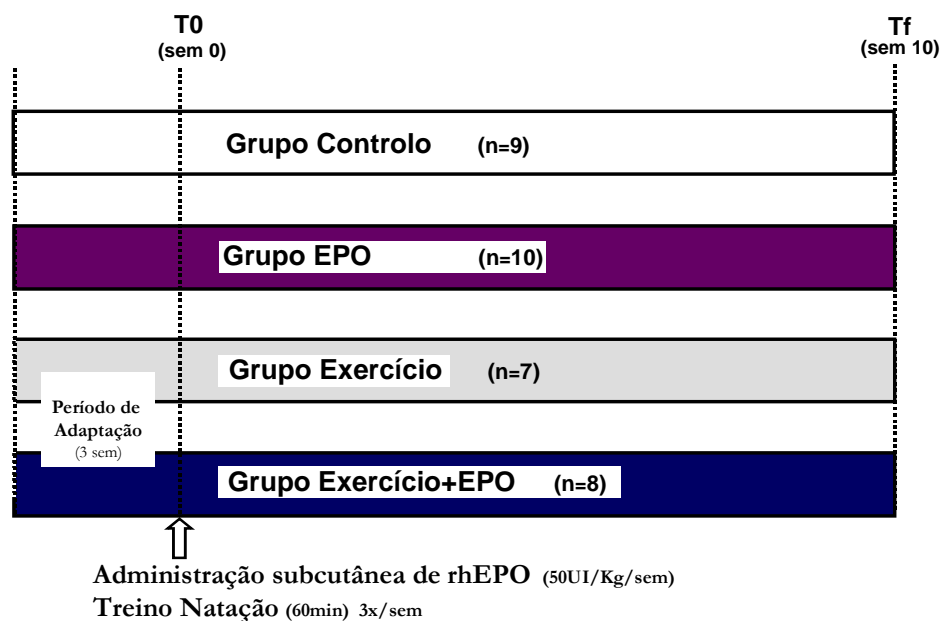 T0
(sem 0)
Tf
(sem 10)
Grupo Controlo (n=9)
Grupo EPO (n=10)
Grupo Exercício (n=7)
Período de
Adaptação
(3 sem)
Grupo Exercício+EPO (n=8)
Administração subcutânea de rhEPO (50UI/Kg/sem)
Treino Natação (60min) 3x/sem